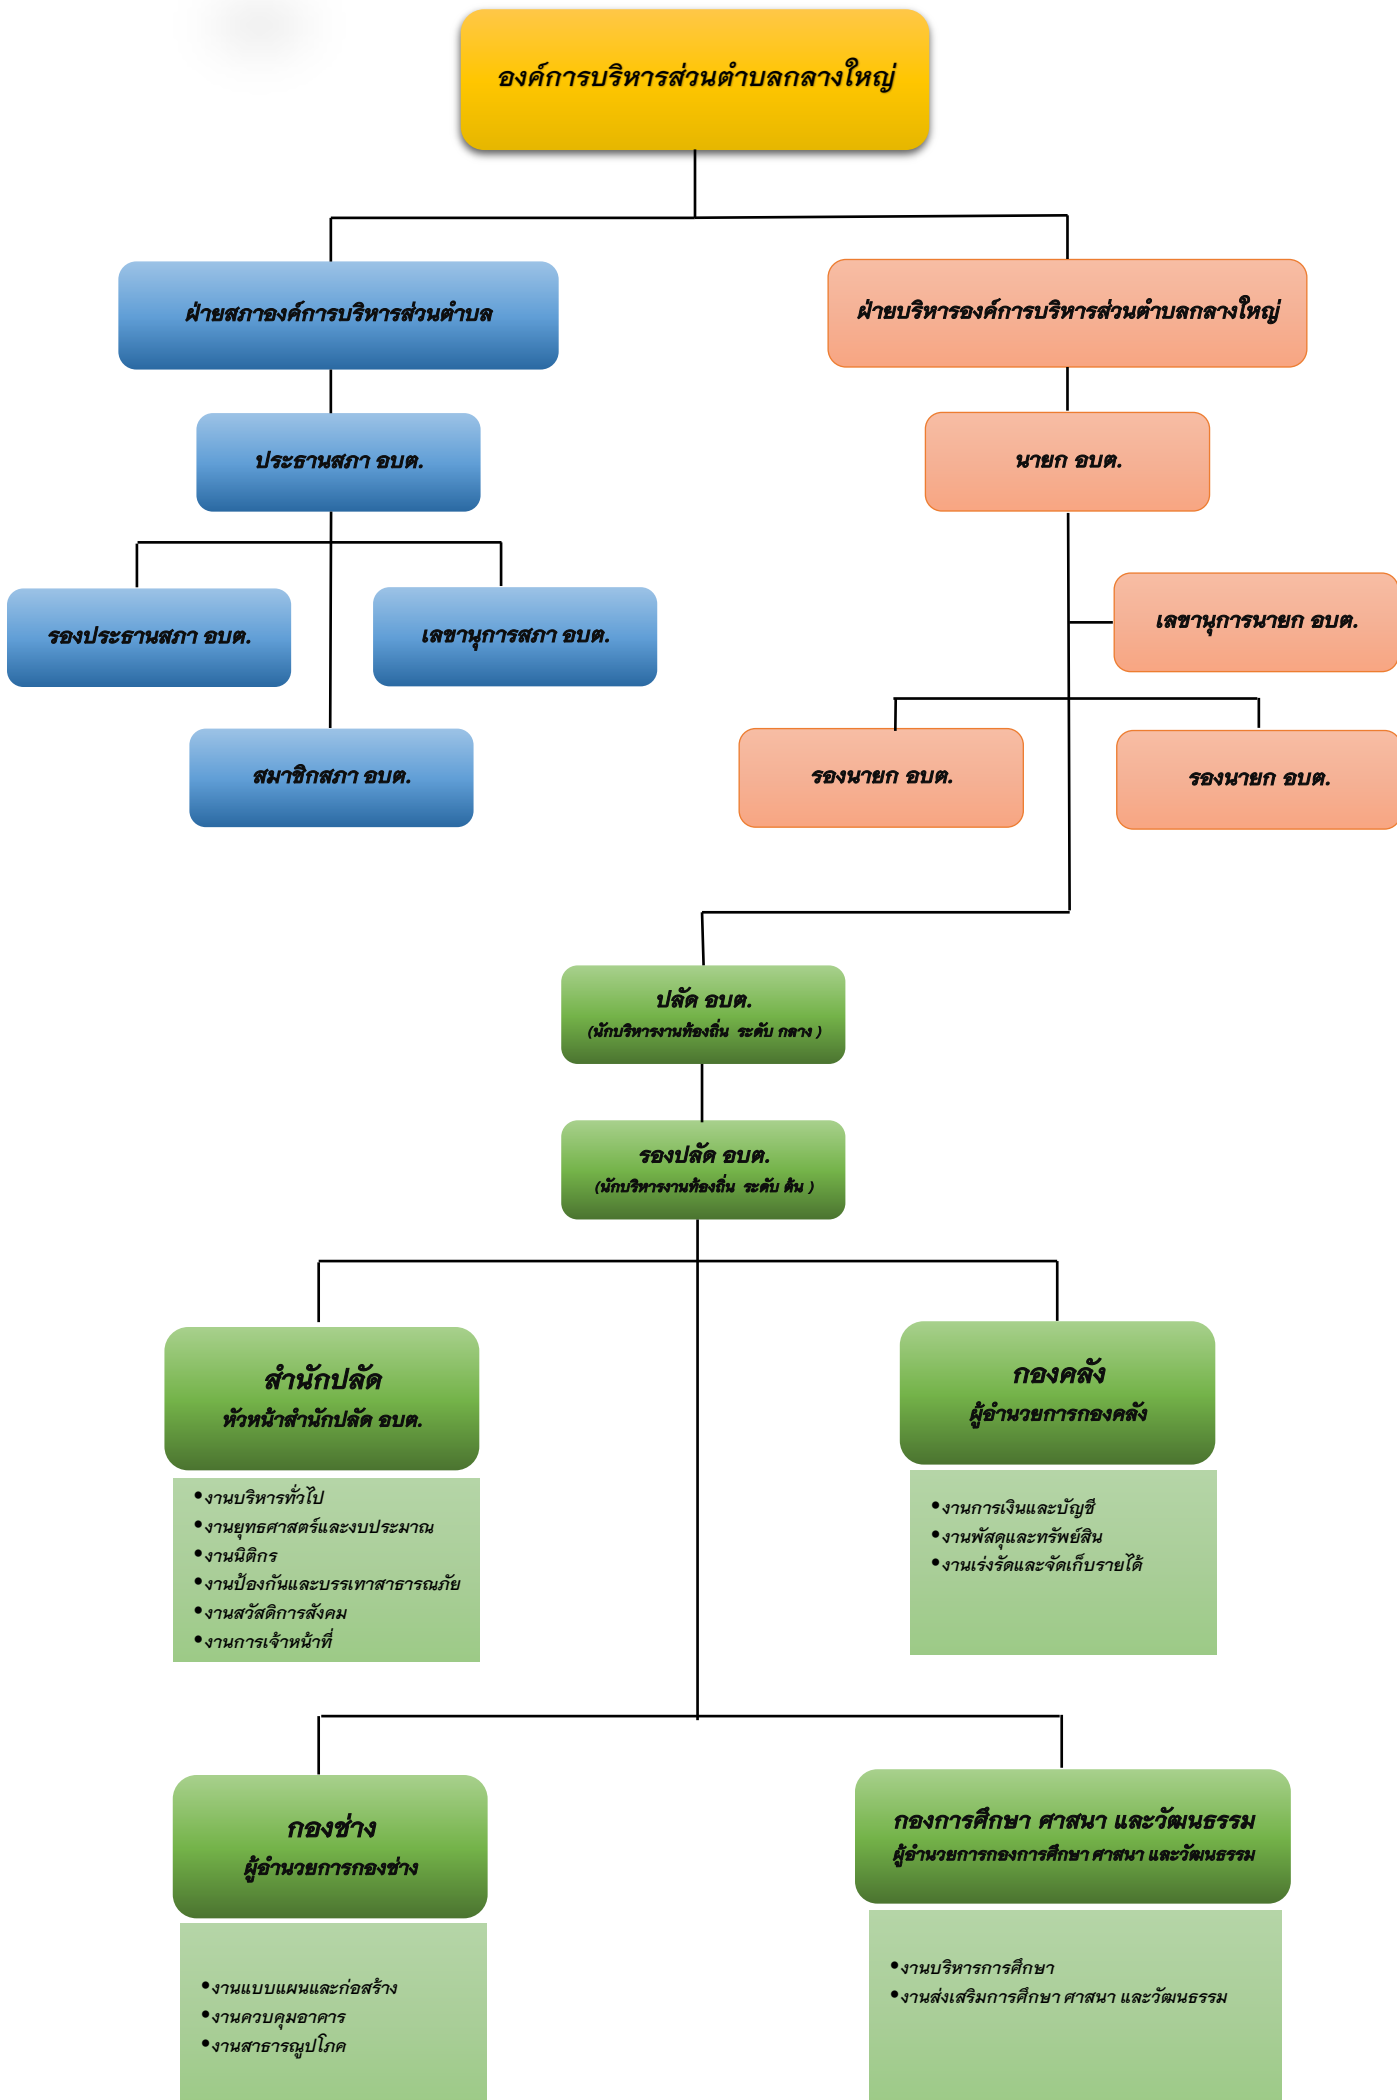 องค์การบริหารส่วนตำบลกลางใหญ่
ฝ่ายสภาองค์การบริหารส่วนตำบล
ฝ่ายบริหารองค์การบริหารส่วนตำบลกลางใหญ่
ประธานสภา อบต.
นายก อบต.
รองประธานสภา อบต.
เลขานุการสภา อบต.
เลขานุการนายก อบต.
สมาชิกสภา อบต.
รองนายก อบต.
รองนายก อบต.
ปลัด อบต.
(นักบริหารงานท้องถิ่น ระดับ กลาง )
รองปลัด อบต.
(นักบริหารงานท้องถิ่น ระดับ ต้น )
สำนักปลัด
หัวหน้าสำนักปลัด อบต.
•งานบริหารทั่วไป
•งานยุทธศาสตร์และงบประมาณ
•งานนิติกร
•งานป้องกันและบรรเทาสาธารณภัย
•งานสวัสดิการสังคม
•งานการเจ้าหน้าที่
กองคลัง
ผู้อำนวยการกองคลัง
•งานการเงินและบัญชี
•งานพัสดุและทรัพย์สิน
•งานเร่งรัดและจัดเก็บรายได้
กองช่าง
ผู้อำนวยการกองช่าง
•งานแบบแผนและก่อสร้าง
•งานควบคุมอาคาร
•งานสาธารณูปโภค
กองการศึกษา ศาสนา และวัฒนธรรม
ผู้อำนวยการกองการศึกษา ศาสนา และวัฒนธรรม
•งานบริหารการศึกษา
•งานส่งเสริมการศึกษา ศาสนา และวัฒนธรรม